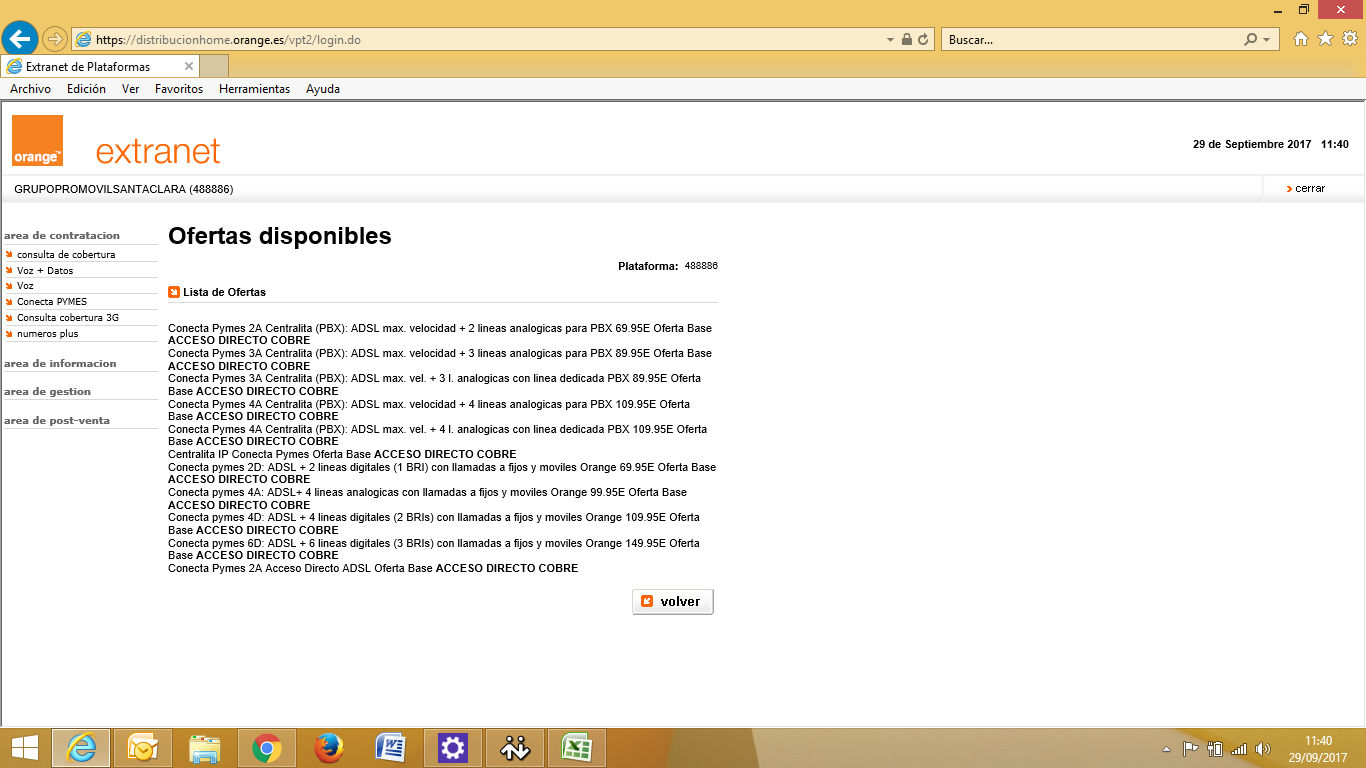 https://distribucionhome.orange.es/vpt2/login.do
Buscar...
Extranet de Plataformas
Archivo Edición Ver Favoritos Herramientas Ayuda
orange™
extranet
29 de Septiembre 2017 11:40
GRUPOPROMOVILSANTACLARA (488886)
cerrar
area de contratacion
consulta de cobertura
Voz + Datos
Voz
Conecta PYMES
Consulta cobertura 3G
numeros plus
area de informacion
area de gestion
area de post-venta
Ofertas disponibles
Plataforma: 488886
Lista de Ofertas
Conecta Pymes 2A Centralita (PBX): ADSL max. velocidad + 2 lineas analogicas para PBX 69.95E Oferta Base
ACCESO DIRECTO COBRE
Conecta Pymes 3A Centralita (PBX): ADSL max. velocidad + 3 lineas analogicas para PBX 89.95E Oferta Base
ACCESO DIRECTO COBRE
Conecta Pymes 3A Centralita (PBX): ADSL max. vel. + 3 l. analogicas con linea dedicada PBX 89.95E Oferta
Base ACCESO DIRECTO COBRE
Conecta Pymes 4A Centralita (PBX): ADSL max. velocidad + 4 lineas analogicas para PBX 109.95E Oferta
Base ACCESO DIRECTO COBRE
Conecta Pymes 4A Centralita (PBX): ADSL max. vel. + 4 l. analogicas con linea dedicada PBX 109.95E Oferta
Base ACCESO DIRECTO COBRE
Centralita IP Conecta Pymes Oferta Base ACCESO DIRECTO COBRE
Conecta pymes 2D: ADSL + 2 lineas digitales (1 BRI) con llamadas a fijos y moviles Orange 69.95E Oferta Base
ACCESO DIRECTO COBRE
Conecta pymes 4A: ADSL+ 4 lineas analogicas con llamadas a fijos y moviles Orange 99.95E Oferta Base
ACCESO DIRECTO COBRE
Conecta pymes 4D: ADSL + 4 lineas digitales (2 BRIs) con llamadas a fijos y moviles Orange 109.95E Oferta
Base ACCESO DIRECTO COBRE
Conecta pymes 6D: ADSL + 6 lineas digitales (3 BRIs) con llamadas a fijos y moviles Orange 149.95E Oferta
Base ACCESO DIRECTO COBRE
Conecta Pymes 2A Acceso Directo ADSL Oferta Base ACCESO DIRECTO COBRE
volver
11:40
29/09/2017